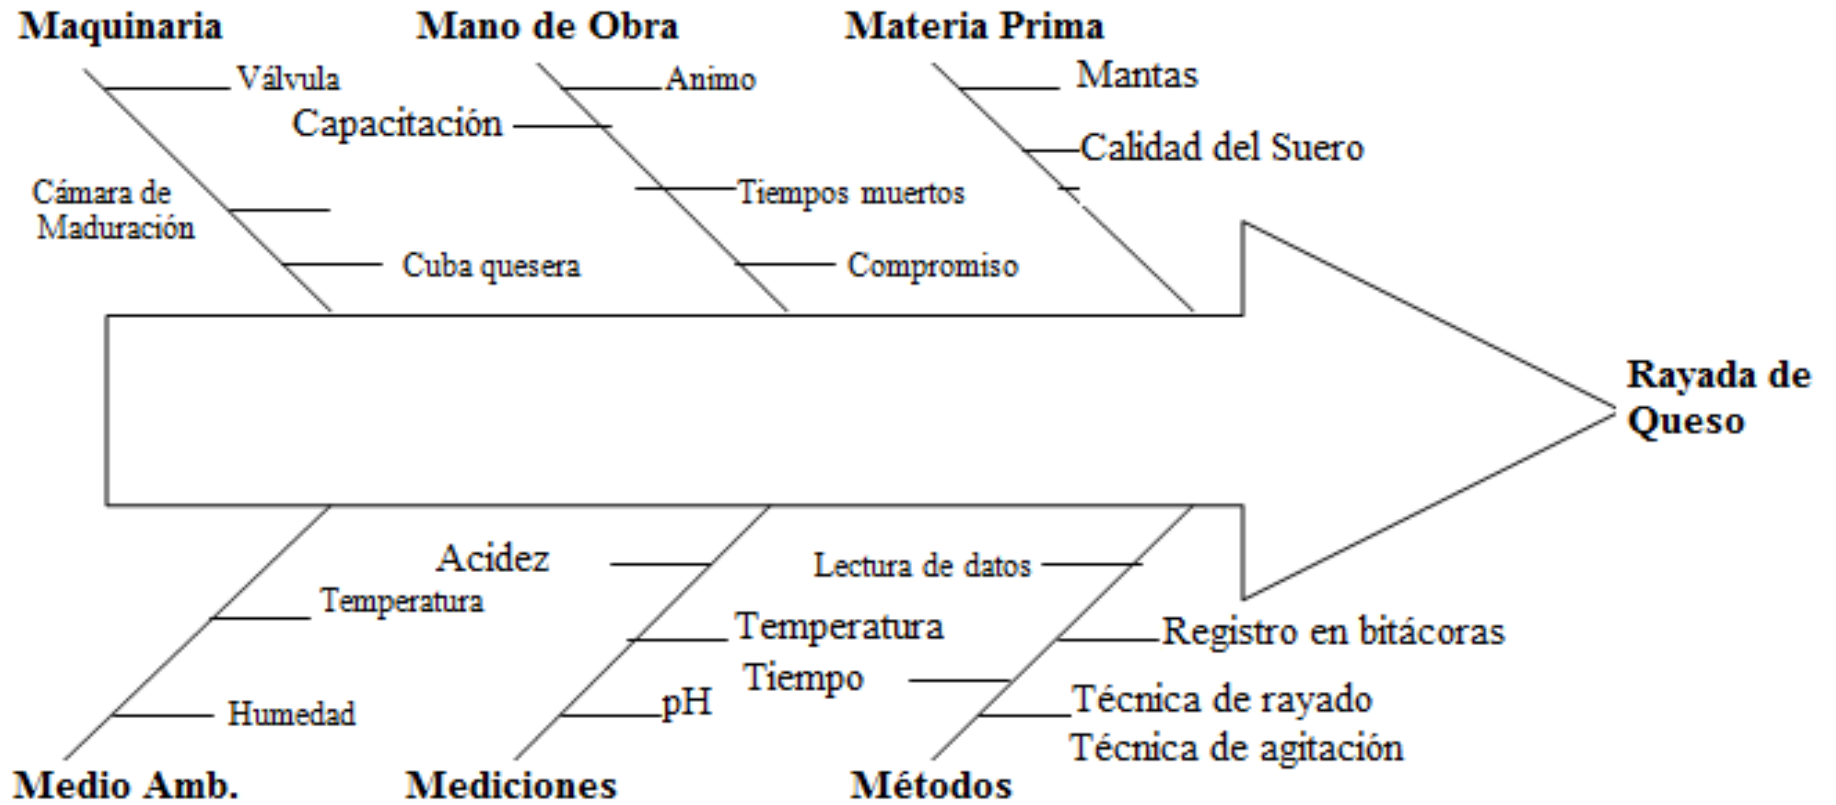 Maquinaria
Mano de Obra
Materia Prima
Válvula
Animo
Mantas
Capacitación
Calidad del Suero
Cámara de
Maduración
Tiempos muertos
Cuba quesera
Compromiso
Rayada de
Queso
Acidez
Lectura de datos
Temperatura
Temperatura
Registro en bitácoras
Tiempo
pH
Técnica de rayado
Humedad
Técnica de agitación
Medio Amb.
Mediciones
Métodos